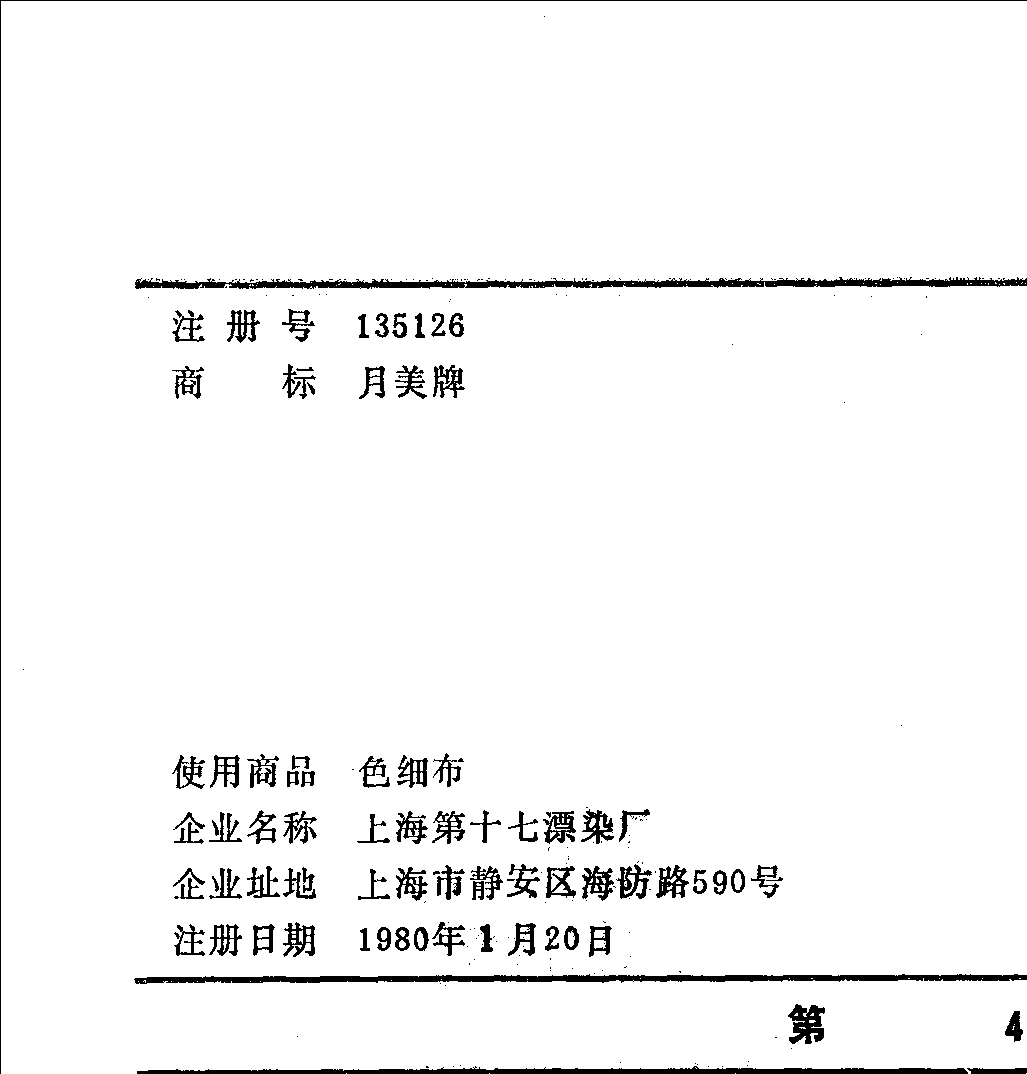 注册号 135126
商标 月美牌
使用商品 色细布
企业名称 上海第十七漂染厂
企业址地 上海市静安区海防路590号
注册日期 1980年1月20日
第 4